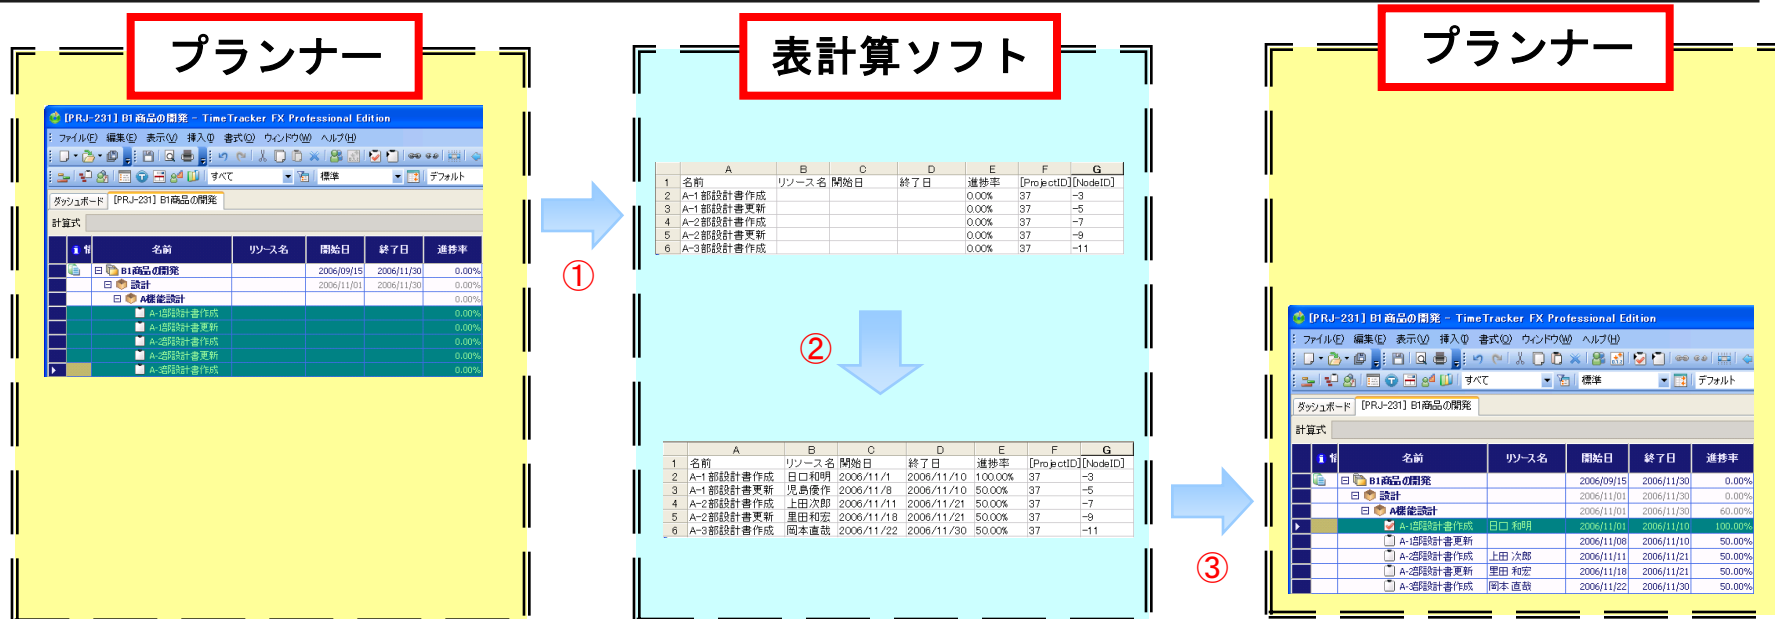 プランナー
[PRJ-231] B1商品の開発 - TimeTracker FX Professional Edition
ファイル(F) 編集(E) 表示(V) 挿入(I) 書式(O) ウィンドウ(W) ヘルプ(H)
すべて 標準 デフォルト
ダッシュボード [PRJ-231] B1商品の開発
計算式
名前 リソース名 開始日 終了日 進捗率
B1商品の開発 2006/09/15 2006/11/30 0.00%
設計 2006/11/01 2006/11/30 0.00%
A機能設計 0.00%
A-1部設計書作成 0.00%
A-1部設計書更新 0.00%
A-2部設計書作成 0.00%
A-2部設計書更新 0.00%
A-3部設計書作成 0.00%
①
表計算ソフト
A B C D E F G
1 名前 リソース名 開始日 終了日 進捗率 [ProjectID] [NodeID]
2 A-1部設計書作成 0.00% 37 -3
3 A-1部設計書更新 0.00% 37 -5
4 A-2部設計書作成 0.00% 37 -7
5 A-2部設計書更新 0.00% 37 -9
6 A-3部設計書作成 0.00% 37 -11
②
A B C D E F G
1 名前 リソース名 開始日 終了日 進捗率 [ProjectID] [NodeID]
2 A-1部設計書作成 日口和明 2006/11/1 2006/11/10 100.00% 37 -3
3 A-1部設計書更新 児島優作 2006/11/8 2006/11/10 50.00% 37 -5
4 A-2部設計書作成 上田次郎 2006/11/11 2006/11/21 50.00% 37 -7
5 A-2部設計書更新 里田和宏 2006/11/18 2006/11/21 50.00% 37 -9
6 A-3部設計書作成 岡本直哉 2006/11/22 2006/11/30 50.00% 37 -11
③
プランナー
[PRJ-231] B1商品の開発 - TimeTracker FX Professional Edition
ファイル(F) 編集(E) 表示(V) 挿入(I) 書式(O) ウィンドウ(W) ヘルプ(H)
すべて 標準 デフォルト
ダッシュボード [PRJ-231] B1商品の開発
計算式
名前 リソース名 開始日 終了日 進捗率
B1商品の開発 2006/09/15 2006/11/30 0.00%
設計 2006/11/01 2006/11/30 0.00%
A機能設計 2006/11/01 2006/11/30 60.00%
A-1部設計書作成 日口 和明 2006/11/01 2006/11/10 100.00%
A-1部設計書更新 2006/11/08 2006/11/10 50.00%
A-2部設計書作成 上田 次郎 2006/11/11 2006/11/21 50.00%
A-2部設計書更新 里田 和宏 2006/11/18 2006/11/21 50.00%
A-3部設計書作成 岡本 直哉 2006/11/22 2006/11/30 50.00%